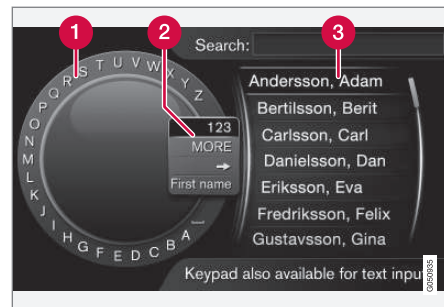 1
2
3
Search:
A B C D E F G H I J K L M N O P Q R S T U V W X Y Z
123
MORE
➞
First name
Andersson, Adam
Bertilsson, Berit
Carlsson, Carl
Danielsson, Dan
Eriksson, Eva
Fredriksson, Felix
Gustavsson, Gina
Keypad also available for text input
G050935